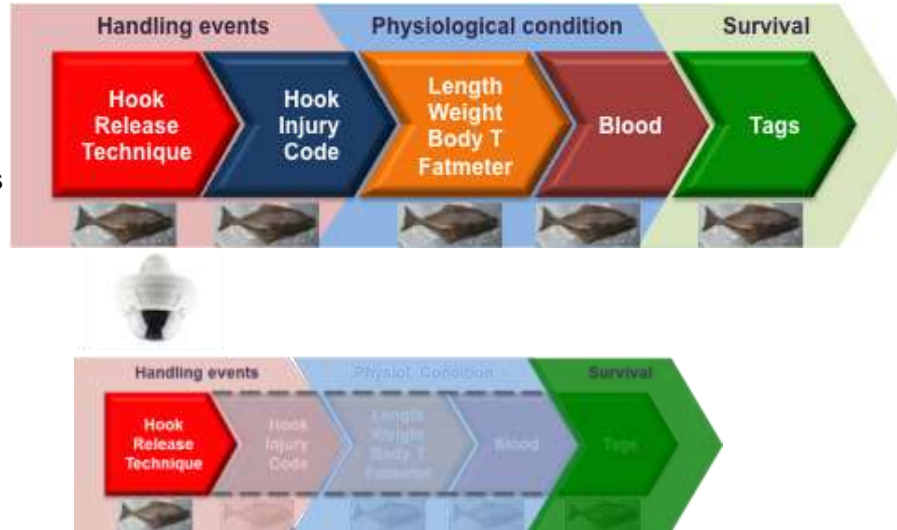 Handling events
Physiological condition
Survival
Hook
Release
Technique
Hook
Injury
Code
Length
Weight
Body T
Fatmeter
Blood
Tags
s
Handling events
Physiol. Condition
Survival
Hook
Release
Technique
Hook
Injury
Code
Length
Weight
Body T
Fatmeter
Blood
Tags